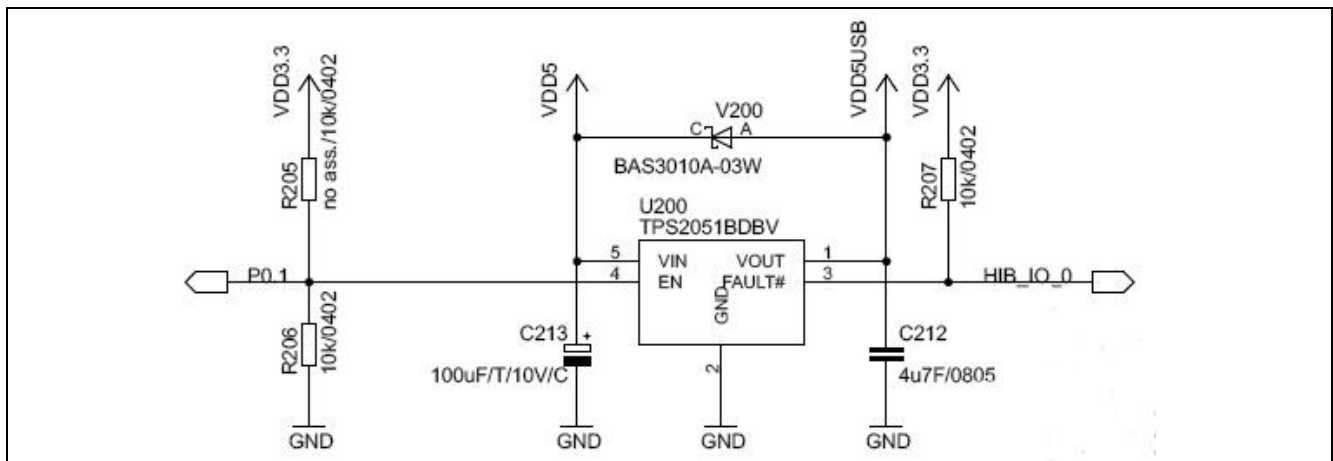 VDD3.3
VDD5
VDD5USB
VDD3.3
R205
no ass./10k/0402
V200
C
A
BAS3010A-03W
R207
10k/0402
U200
TPS2051BDBV
5
VIN
VOUT
1
P0.1
4
EN
FAULT#
3
HIB_IO_0
GND
2
R206
10k/0402
C213
+
100uF/T/10V/C
C212
4u7F/0805
GND
GND
GND
GND